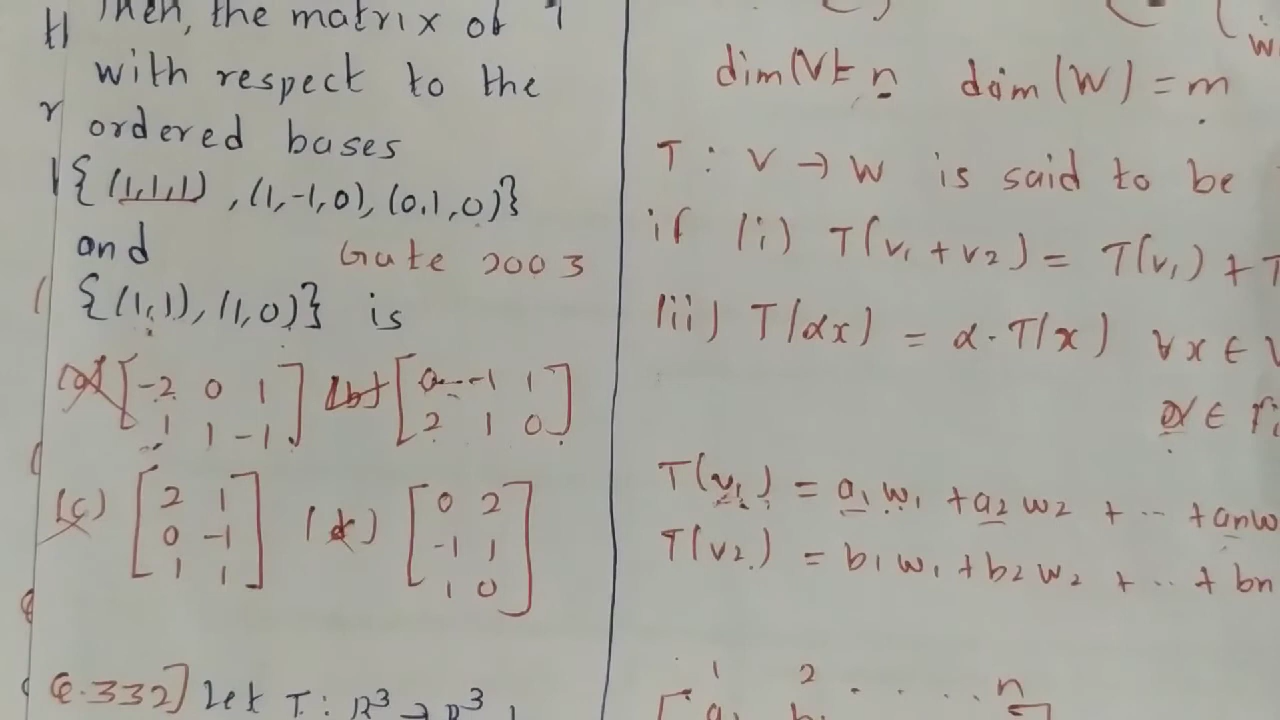 Then, the matrix of T
with respect to the
ordered bases
{(1,1,1), (1,-1,0), (0,1,0)}
and Gate 2003
{(1,1), (1,0)} is
(a) [-2 0 1 (b) [0 -1 1
1 1 -1] 2 1 0]
(c) [2 1 (d) [0 2
0 -1 -1 1
1 1] 1 0]
6.332] Let T: R³ → R³
dim(V) = n dim(W) = m
T : V → W is said to be
if (i) T(v₁ + v₂) = T(v₁) + T
(ii) T(αx) = α · T(x) ∀ x ∈ V
α ∈
T(v₁) = a₁w₁ + a₂w₂ + ... + anw
T(v₂) = b₁w₁ + b₂w₂ + ... + bn
1 2 . . . . . n